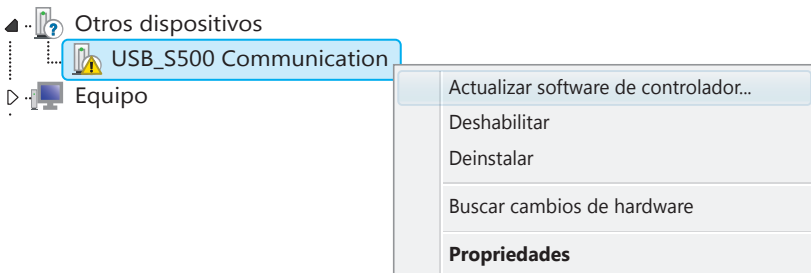 Otros dispositivos
USB_S500 Communication
Equipo
Actualizar software de controlador...
Deshabilitar
Deinstalar
Buscar cambios de hardware
Propriedades